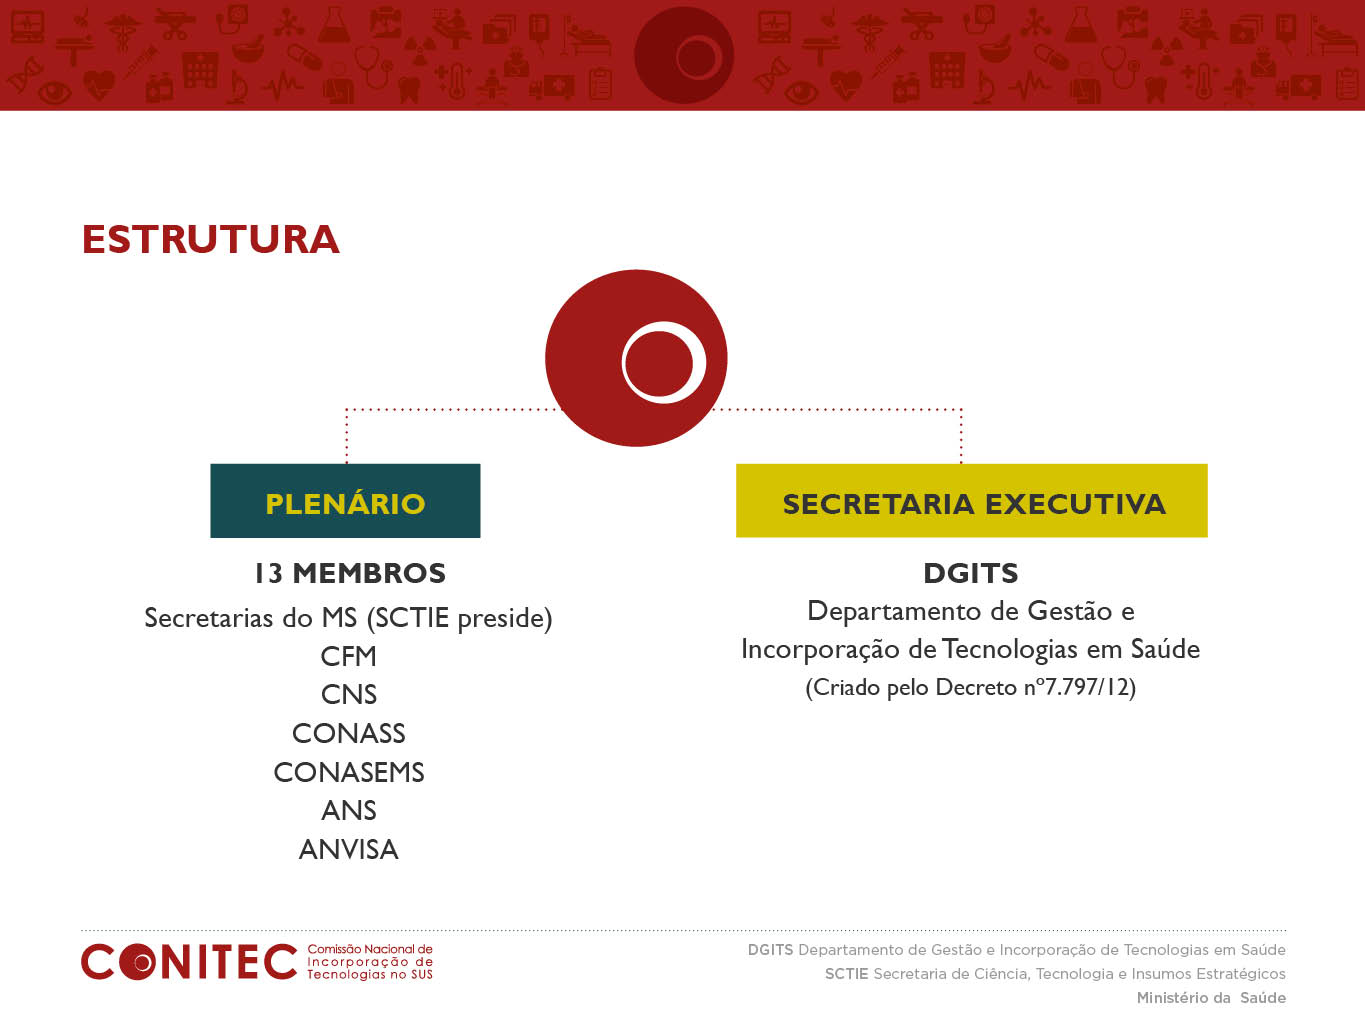 ESTRUTURA
PLENÁRIO
13 MEMBROS
Secretarias do MS (SCTIE preside)
CFM
CNS
CONASS
CONASEMS
ANS
ANVISA
SECRETARIA EXECUTIVA
DGITS
Departamento de Gestão e
Incorporação de Tecnologias em Saúde
(Criado pelo Decreto nº7.797/12)
CONITEC
Comissão Nacional de
Incorporação de
Tecnologias no SUS
DGITS Departamento de Gestão e Incorporação de Tecnologias em Saúde
SCTIE Secretaria de Ciência, Tecnologia e Insumos Estratégicos
Ministério da Saúde